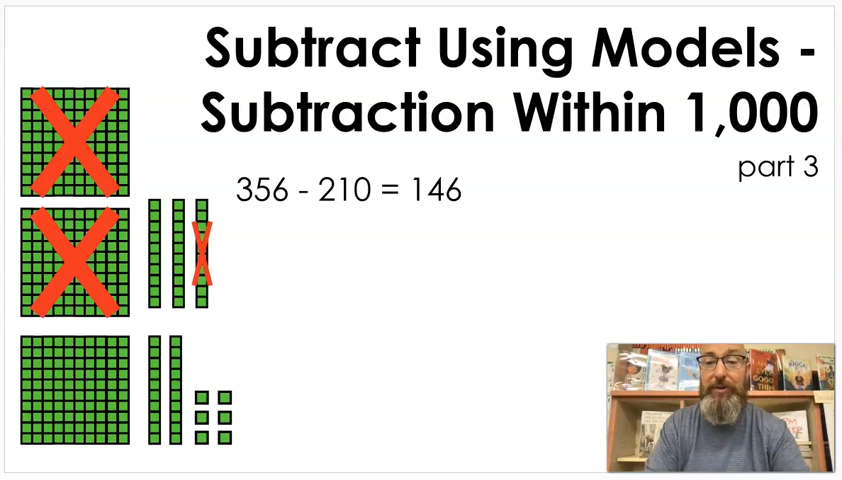 Subtract Using Models -
Subtraction Within 1,000
part 3
356 - 210 = 146